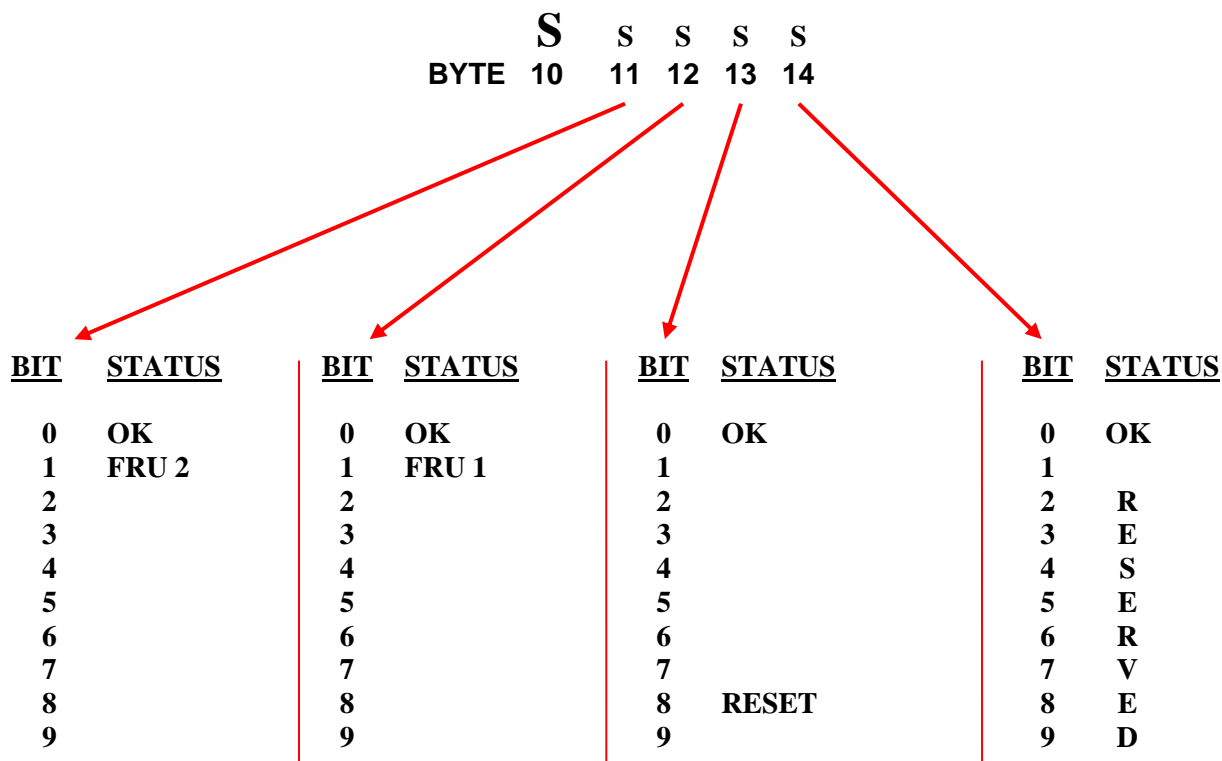 S S S S S
BYTE 10 11 12 13 14
BIT STATUS BIT STATUS BIT STATUS BIT STATUS
0 OK 0 OK 0 OK 0 OK
1 FRU 2 1 FRU 1 1 1
2 2 2 2 R
3 3 3 3 E
4 4 4 4 S
5 5 5 5 E
6 6 6 6 R
7 7 7 7 V
8 8 8 RESET 8 E
9 9 9 9 D